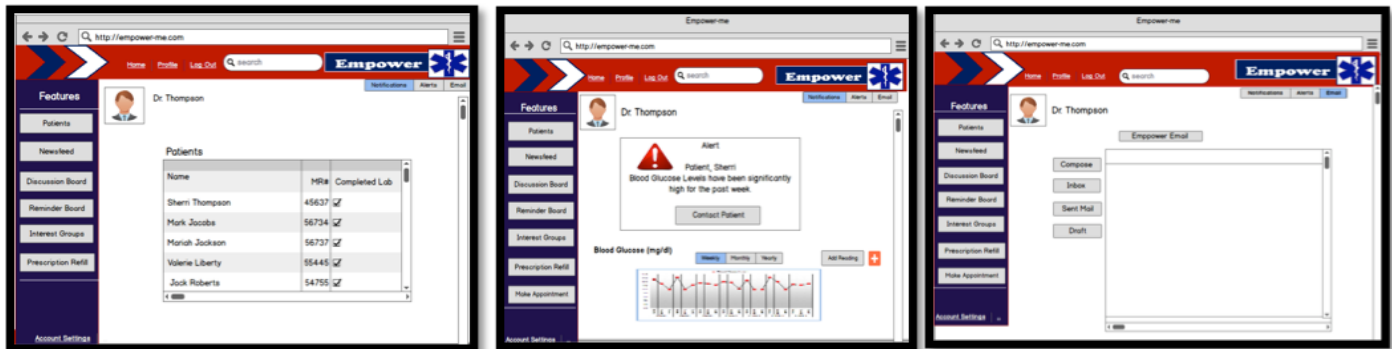 http://empower-me.com
Home Profile Log Out search Empower
Notifications Alerts Email
Features
Dr. Thompson
Patients
Newsfeed
Discussion Board
Reminder Board
Interest Groups
Prescription Refill
Account Settings
Patients
Name MR# Completed Lab
Sherri Thompson 45637
Mark Jacobs 56734
Mariah Jackson 56737
Valerie Liberty 55445
Jack Roberts 54755
Empower-me
http://empower-me.com
Home Profile Log Out search Empower
Notifications Alerts Email
Features
Dr. Thompson
Patients
Newsfeed
Discussion Board
Reminder Board
Interest Groups
Prescription Refill
Make Appointment
Account Settings
Alert
Patient, Sherri
Blood Glucose Levels have been significantly
high for the past week.
Contact Patient
Blood Glucose (mg/dl)
Weekly Monthly Yearly
Add Reading
Empower-me
http://empower-me.com
Home Profile Log Out search Empower
Notifications Alerts Email
Features
Dr. Thompson
Patients
Newsfeed
Discussion Board
Reminder Board
Interest Groups
Prescription Refill
Make Appointment
Account Settings
Emppower Email
Compose
Inbox
Sent Mail
Draft